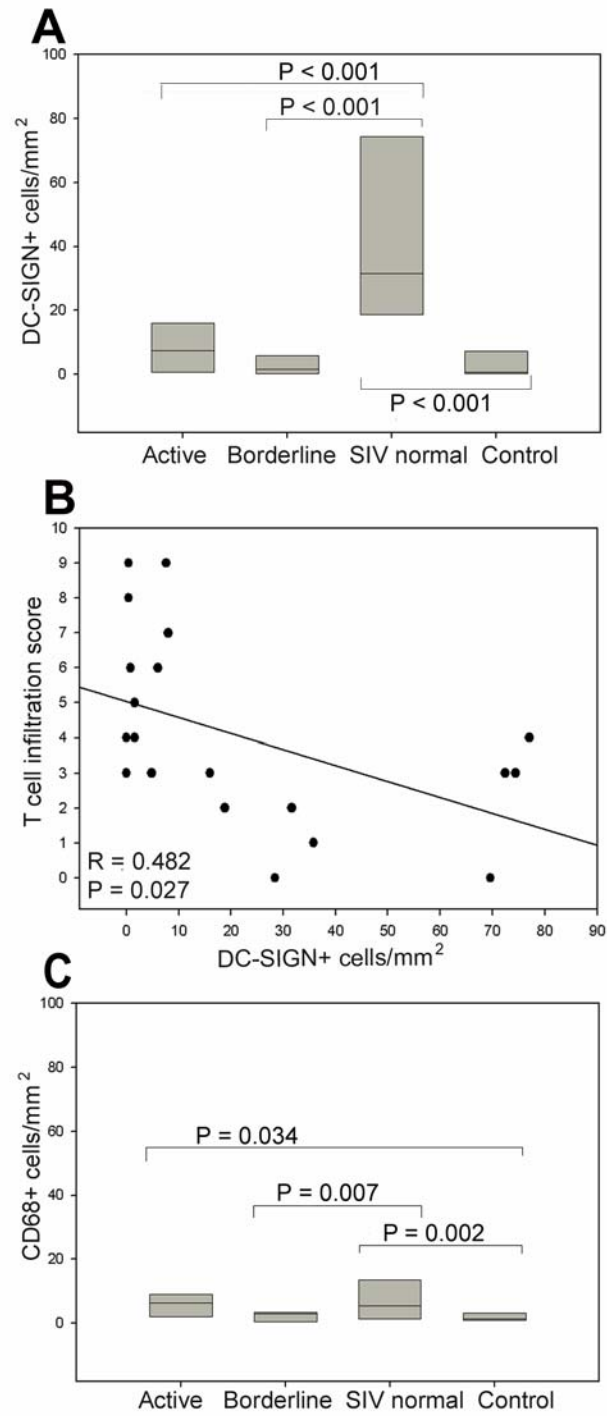 A
P < 0.001
P < 0.001
100
80
60
40
20
0
DC-SIGN+ cells/mm²
P < 0.001
Active Borderline SIV normal Control
B
10
9
8
7
6
5
4
3
2
1
0
T cell infiltration score
R = 0.482
P = 0.027
0 10 20 30 40 50 60 70 80 90
DC-SIGN+ cells/mm²
C
100
80
60
40
20
0
CD68+ cells/mm²
P = 0.034
P = 0.007
P = 0.002
Active Borderline SIV normal Control